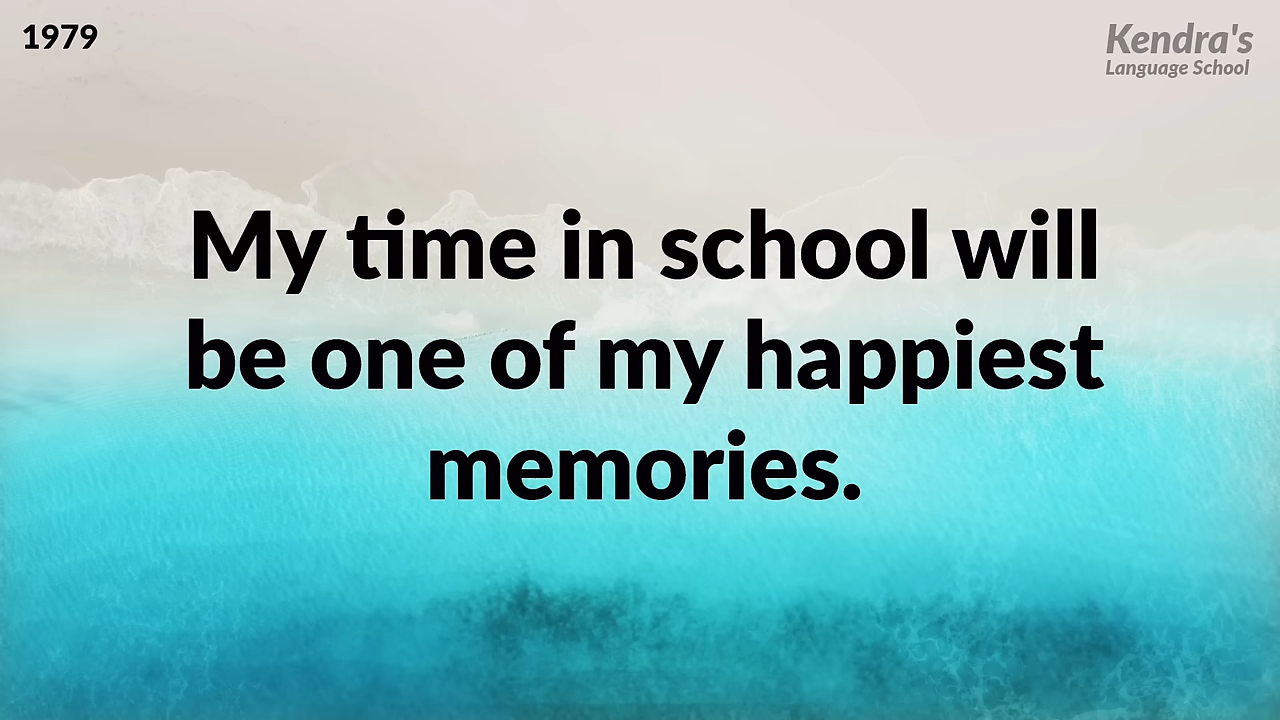 1979
Kendra's
Language School
My time in school will
be one of my happiest
memories.